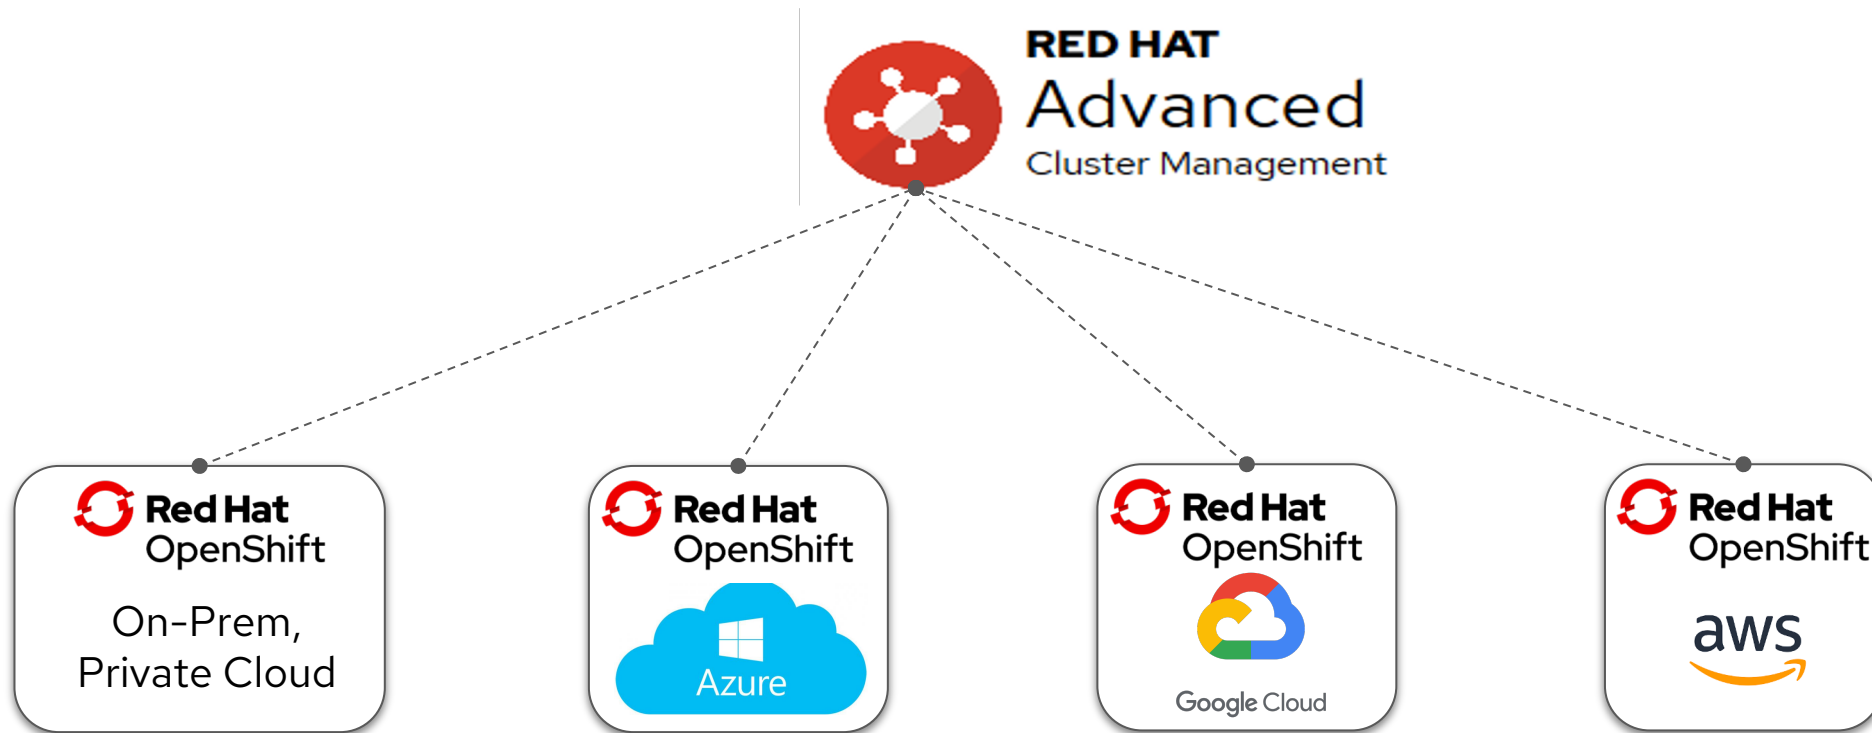 RED HAT
Advanced
Cluster Management
Red Hat
OpenShift
On-Prem,
Private Cloud
Red Hat
OpenShift
Azure
Red Hat
OpenShift
Google Cloud
Red Hat
OpenShift
aws